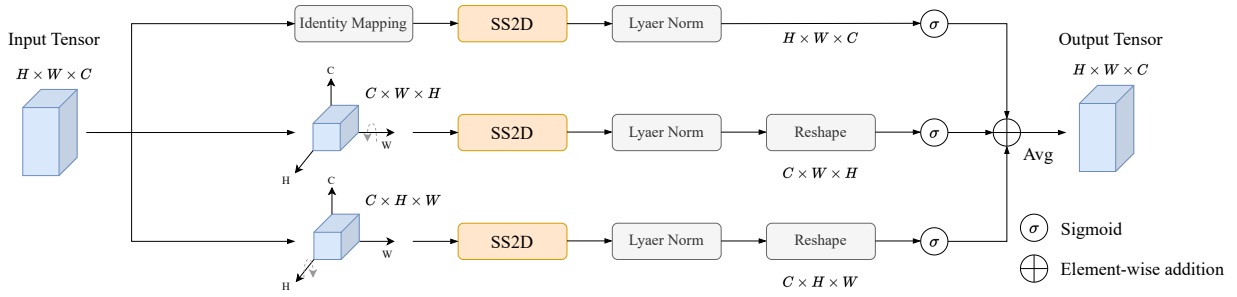 Identity Mapping
SS2D
Lyaer Norm
H × W × C
σ
Input Tensor
H × W × C
Output Tensor
H × W × C
C
C × W × H
W
H
SS2D
Lyaer Norm
Reshape
σ
C × W × H
Avg
C
C × H × W
W
H
SS2D
Lyaer Norm
Reshape
σ
C × H × W
σ Sigmoid
Element-wise addition